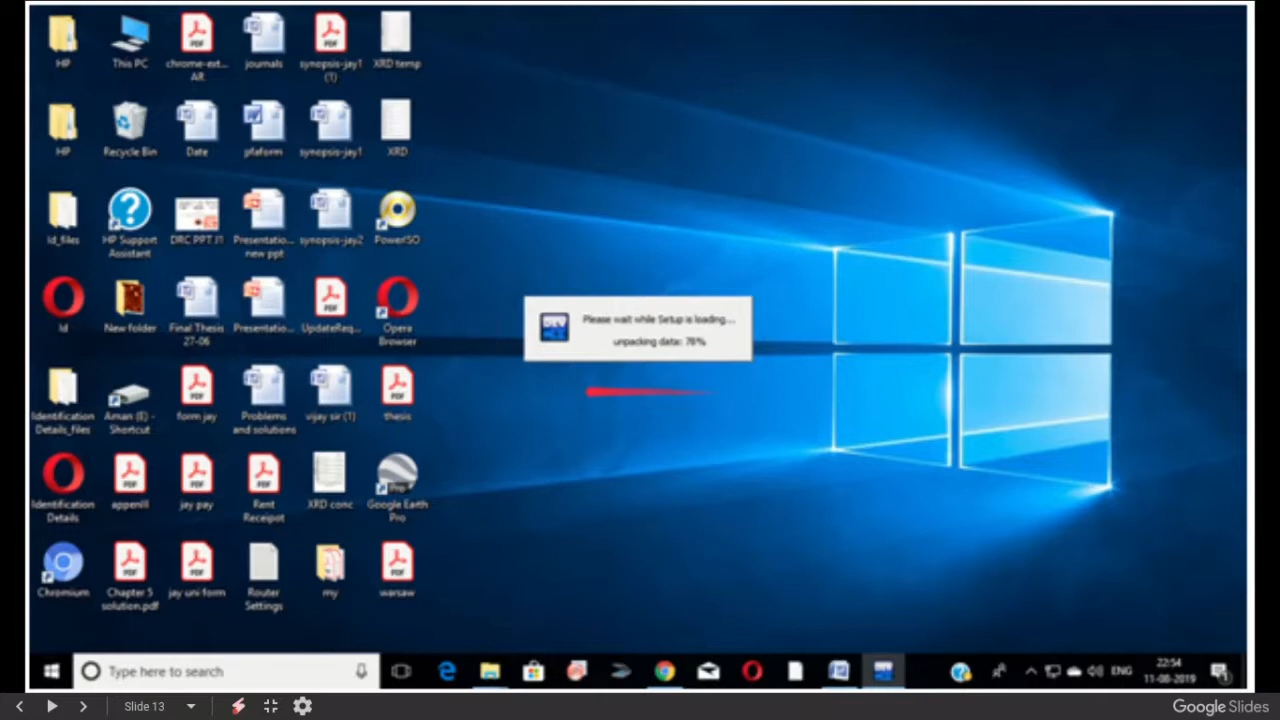 HP
This PC
chrome-ext...
AR
journals
synopsis-jay1
(1)
XRD temp
HP
Recycle Bin
Date
pfaform
synopsis-jay1
XRD
Id_files
HP Support
Assistant
DRC PPT J1
Presentatio...
new ppt
synopsis-jay2
PowerISO
Id
New folder
Final Thesis
27-06
Presentatio...
UpdateReq...
Opera
Browser
Identification
Details_files
Aman (E) -
Shortcut
form jay
Problems
and solutions
vijay sir (1)
thesis
Identification
Details
appenIII
jay pay
Rent
Receipot
XRD conc
Google Earth
Pro
Chromium
Chapter 5
solution.pdf
jay uni form
Router
Settings
my
warsaw
Please wait while Setup is loading...
unpacking data: 78%
Type here to search
ENG
22:54
11-06-2019
Slide 13
Google Slides